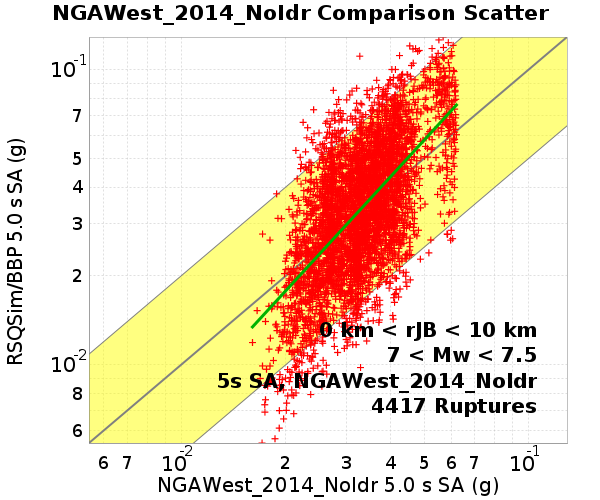 NGAWest_2014_NoIdr Comparison Scatter
RSQSim/BBP 5.0 s SA (g)
10-1
7
5
4
3
2
10-2
8
6
0 km < rJB < 10 km
7 < Mw < 7.5
5s SA, NGAWest_2014_NoIdr
4417 Ruptures
6 7 10-2 2 3 4 5 6 7 10-1
NGAWest_2014_NoIdr 5.0 s SA (g)